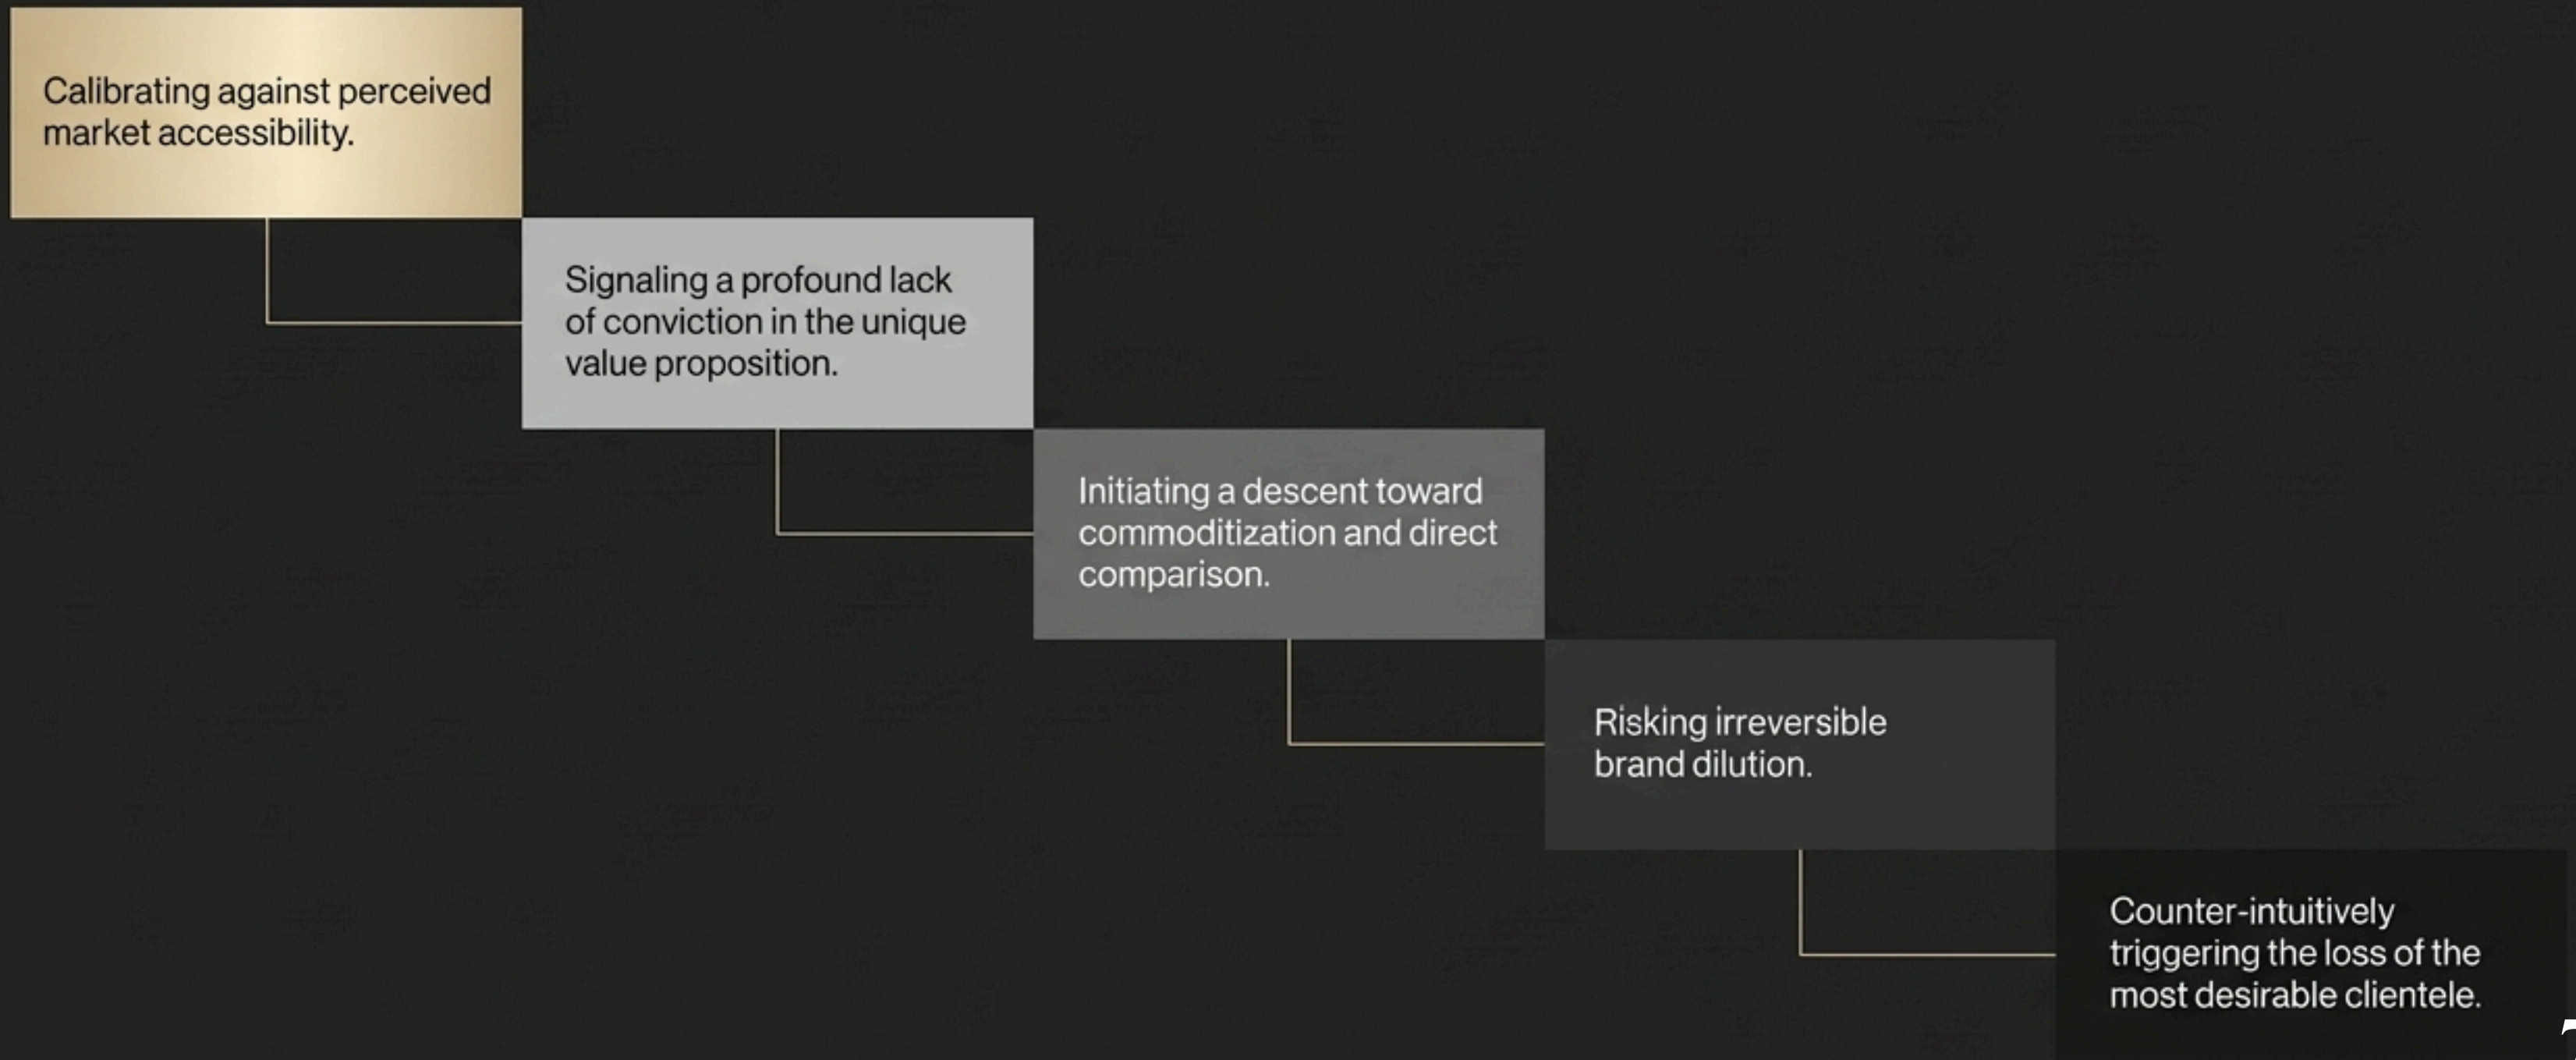 Calibrating against perceived
market accessibility.
Signaling a profound lack
of conviction in the unique
value proposition.
Initiating a descent toward
commoditization and direct
comparison.
Risking irreversible
brand dilution.
Counter-intuitively
triggering the loss of the
most desirable clientele.